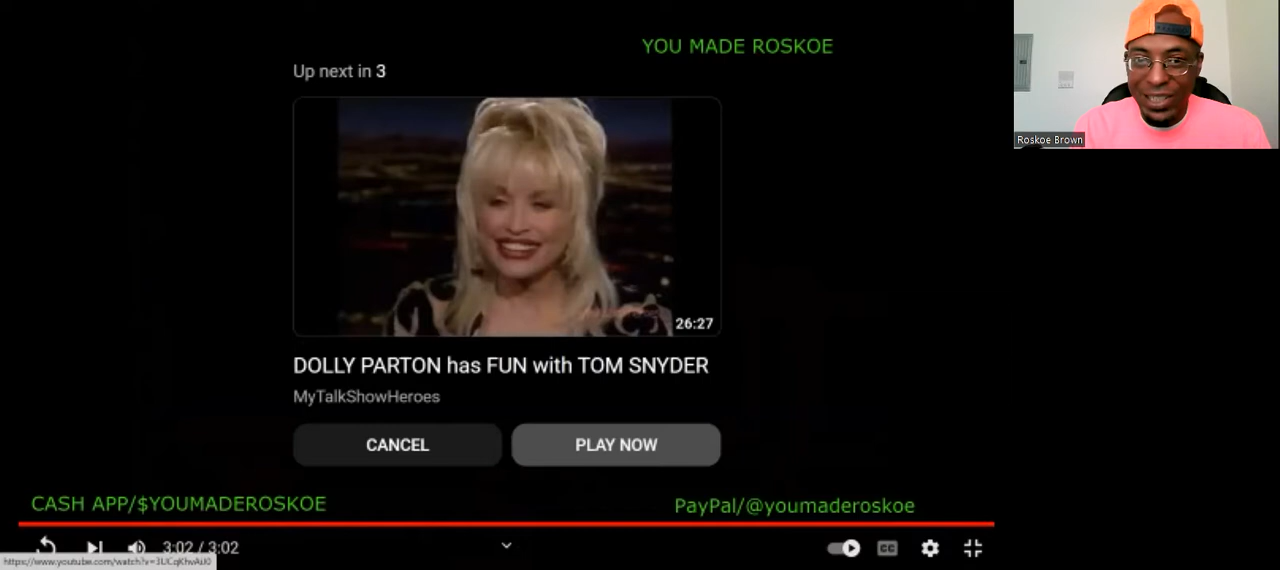 YOU MADE ROSKOE
Up next in 3
Roskoe Brown
26:27
DOLLY PARTON has FUN with TOM SNYDER
MyTalkShowHeroes
CANCEL
PLAY NOW
CASH APP/$YOUMADEROSKOE
PayPal/@youmaderoskoe
3:02 / 3:02
CC